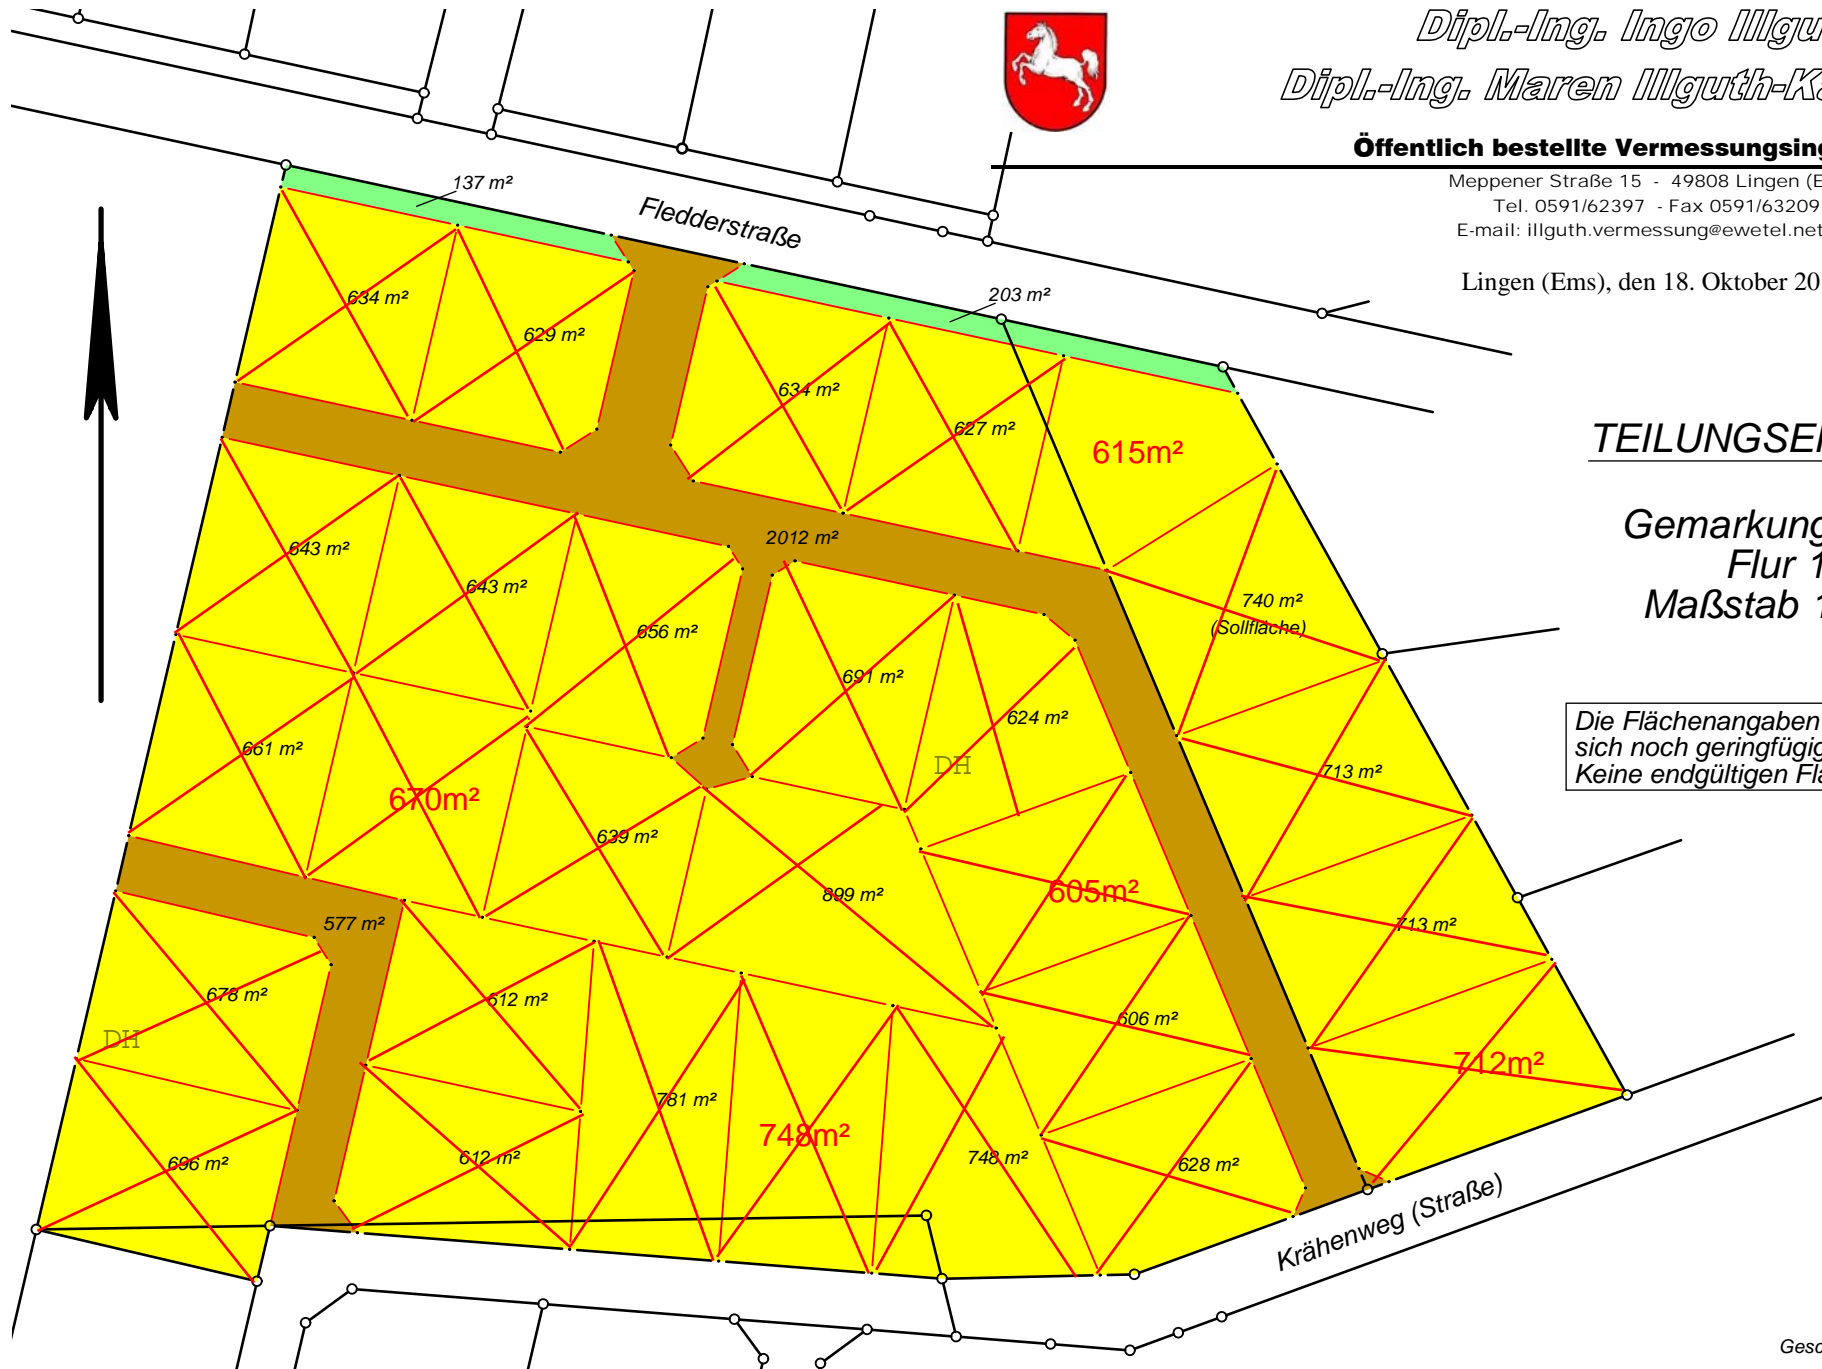 Dipl.-Ing. Ingo Illgu
Dipl.-Ing. Maren Illguth-Ka
Öffentlich bestellte Vermessungsing
Meppener Straße 15 - 49808 Lingen (E
Tel. 0591/62397 - Fax 0591/63209
E-mail: illguth.vermessung@ewetel.net
Lingen (Ems), den 18. Oktober 20
TEILUNGSE
Gemarkung
Flur 1
Maßstab 1
Die Flächenangaben
sich noch geringfügig
Keine endgültigen Flä
137 m²
Fledderstraße
203 m²
634 m²
629 m²
634 m²
627 m²
615m²
2012 m²
643 m²
643 m²
656 m²
691 m²
624 m²
740 m²
(Sollfläche)
661 m²
670m²
639 m²
DH
713 m²
899 m²
605m²
713 m²
577 m²
678 m²
DH
612 m²
606 m²
712m²
781 m²
748m²
748 m²
628 m²
696 m²
612 m²
Krähenweg (Straße)
Gesc